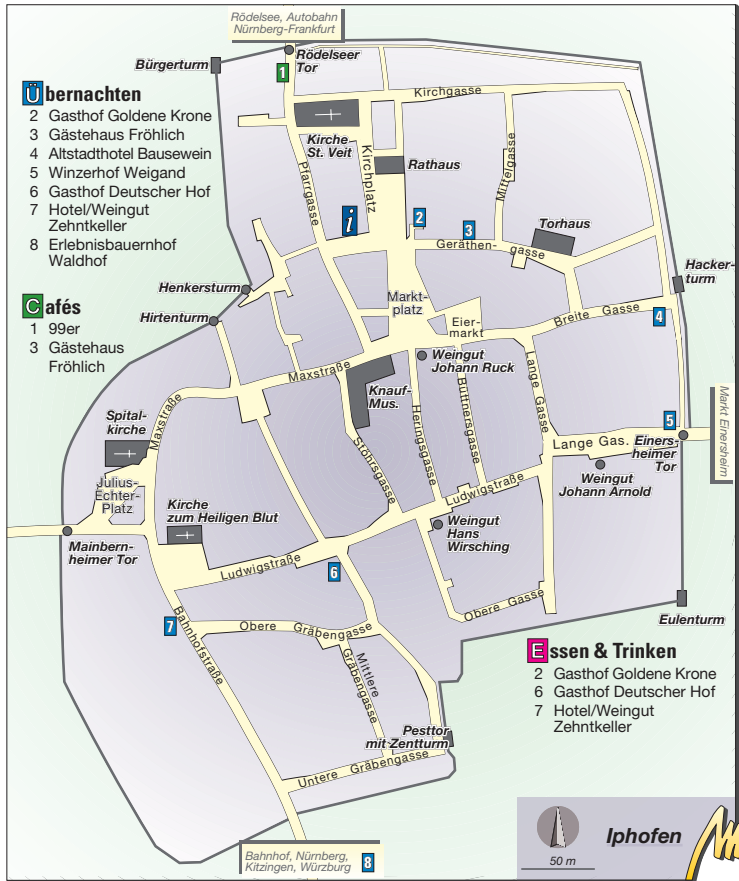 Rödelsee, Autobahn
Nürnberg-Frankfurt
Bürgerturm
Rödelseer
Tor
1
Übernachten
2 Gasthof Goldene Krone
3 Gästehaus Fröhlich
4 Altstadthotel Bausewein
5 Winzerhof Weigand
6 Gasthof Deutscher Hof
7 Hotel/Weingut
Zehntkeller
8 Erlebnisbauernhof
Waldhof
Cafés
1 99er
3 Gästehaus
Fröhlich
Kirchgasse
Kirche
St. Veit
Kirchplatz
Rathaus
Pfarrgasse
Mittelgasse
i
2
3
Torhaus
Geräthengasse
Henkersturm
Hirtenturm
Hacker-
turm
Markt-
platz
Eier-
markt
Breite Gasse
4
Weingut
Johann Ruck
Maxstraße
Knauf-
Mus.
Büttnersgasse
Lange Gasse
Heringsgasse
Stöhrsgasse
Maxstraße
Spital-
kirche
5
Markt Einersheim
Lange Gas.
Einers-
heimer
Tor
Weingut
Johann Arnold
Julius-
Echter-
Platz
Kirche
zum Heiligen Blut
Ludwigstraße
Weingut
Hans
Wirsching
Mainbern-
heimer Tor
Ludwigstraße
6
Obere Gasse
Eulenturm
7
Bahnhofstraße
Obere Gräbengasse
Mittlere
Gräbengasse
Essen & Trinken
2 Gasthof Goldene Krone
6 Gasthof Deutscher Hof
7 Hotel/Weingut
Zehntkeller
Pesttor
mit Zentturm
Untere Gräbengasse
Bahnhof, Nürnberg,
Kitzingen, Würzburg 8
50 m
Iphofen